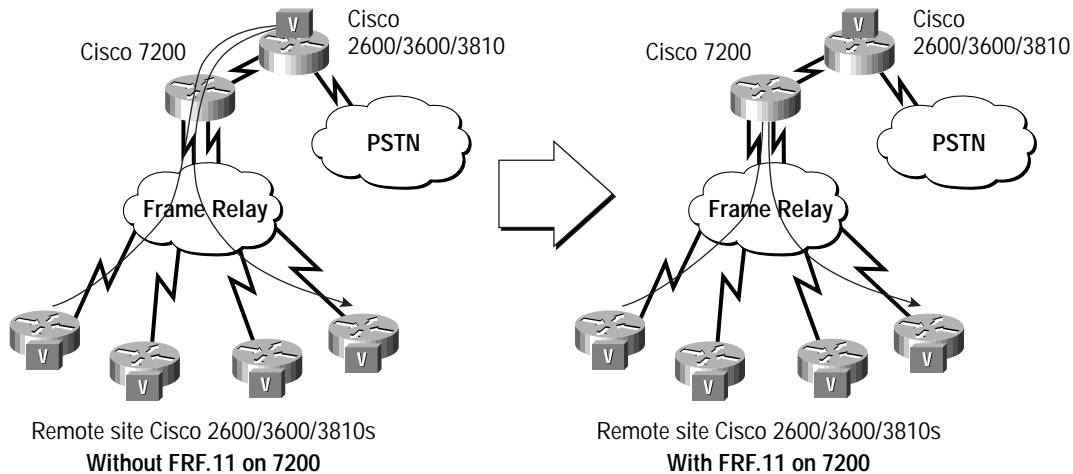 Cisco 7200
V
Cisco
2600/3600/3810
PSTN
Frame Relay
V
V
V
V
Remote site Cisco 2600/3600/3810s
Without FRF.11 on 7200
Cisco 7200
V
Cisco
2600/3600/3810
PSTN
Frame Relay
V
V
V
V
Remote site Cisco 2600/3600/3810s
With FRF.11 on 7200